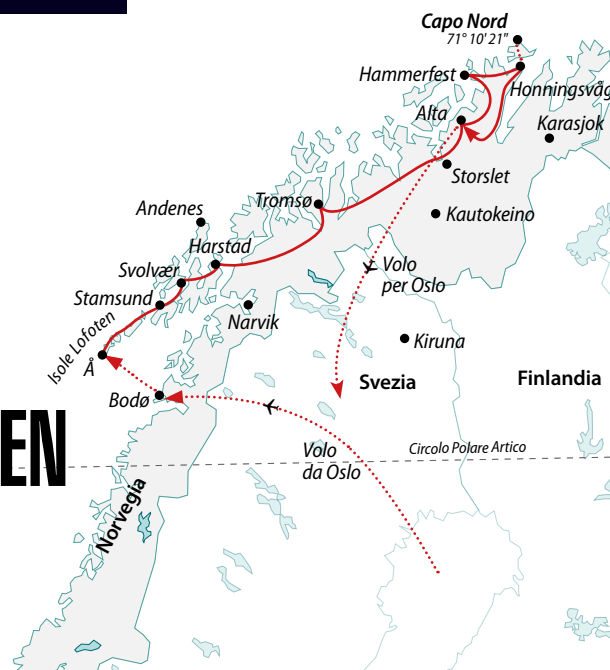 Capo Nord
71° 10' 21"
Hammerfest
Honningsvåg
Alta
Karasjok
Storslet
Tromsø
Andenes
Kautokeino
Harstad
Svolvær
Volo
per Oslo
Stamsund
Narvik
Kiruna
Isole Lofoten
Å
Svezia
Finlandia
Bodø
EN
Volo
da Oslo
Circolo Polare Artico
Norvegia